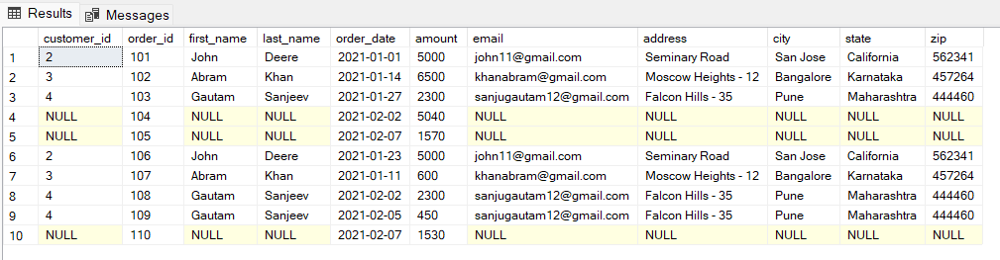 Results Messages
customer_id order_id first_name last_name order_date amount email address city state zip
1 2 101 John Deere 2021-01-01 5000 john11@gmail.com Seminary Road San Jose California 562341
2 3 102 Abram Khan 2021-01-14 6500 khanabram@gmail.com Moscow Heights - 12 Bangalore Karnataka 457264
3 4 103 Gautam Sanjeev 2021-01-27 2300 sanjugautam12@gmail.com Falcon Hills - 35 Pune Maharashtra 444460
4 NULL 104 NULL NULL 2021-02-02 5040 NULL NULL NULL NULL NULL
5 NULL 105 NULL NULL 2021-02-07 1570 NULL NULL NULL NULL NULL
6 2 106 John Deere 2021-01-23 5000 john11@gmail.com Seminary Road San Jose California 562341
7 3 107 Abram Khan 2021-01-11 600 khanabram@gmail.com Moscow Heights - 12 Bangalore Karnataka 457264
8 4 108 Gautam Sanjeev 2021-02-02 2300 sanjugautam12@gmail.com Falcon Hills - 35 Pune Maharashtra 444460
9 4 109 Gautam Sanjeev 2021-02-05 450 sanjugautam12@gmail.com Falcon Hills - 35 Pune Maharashtra 444460
10 NULL 110 NULL NULL 2021-02-07 1530 NULL NULL NULL NULL NULL